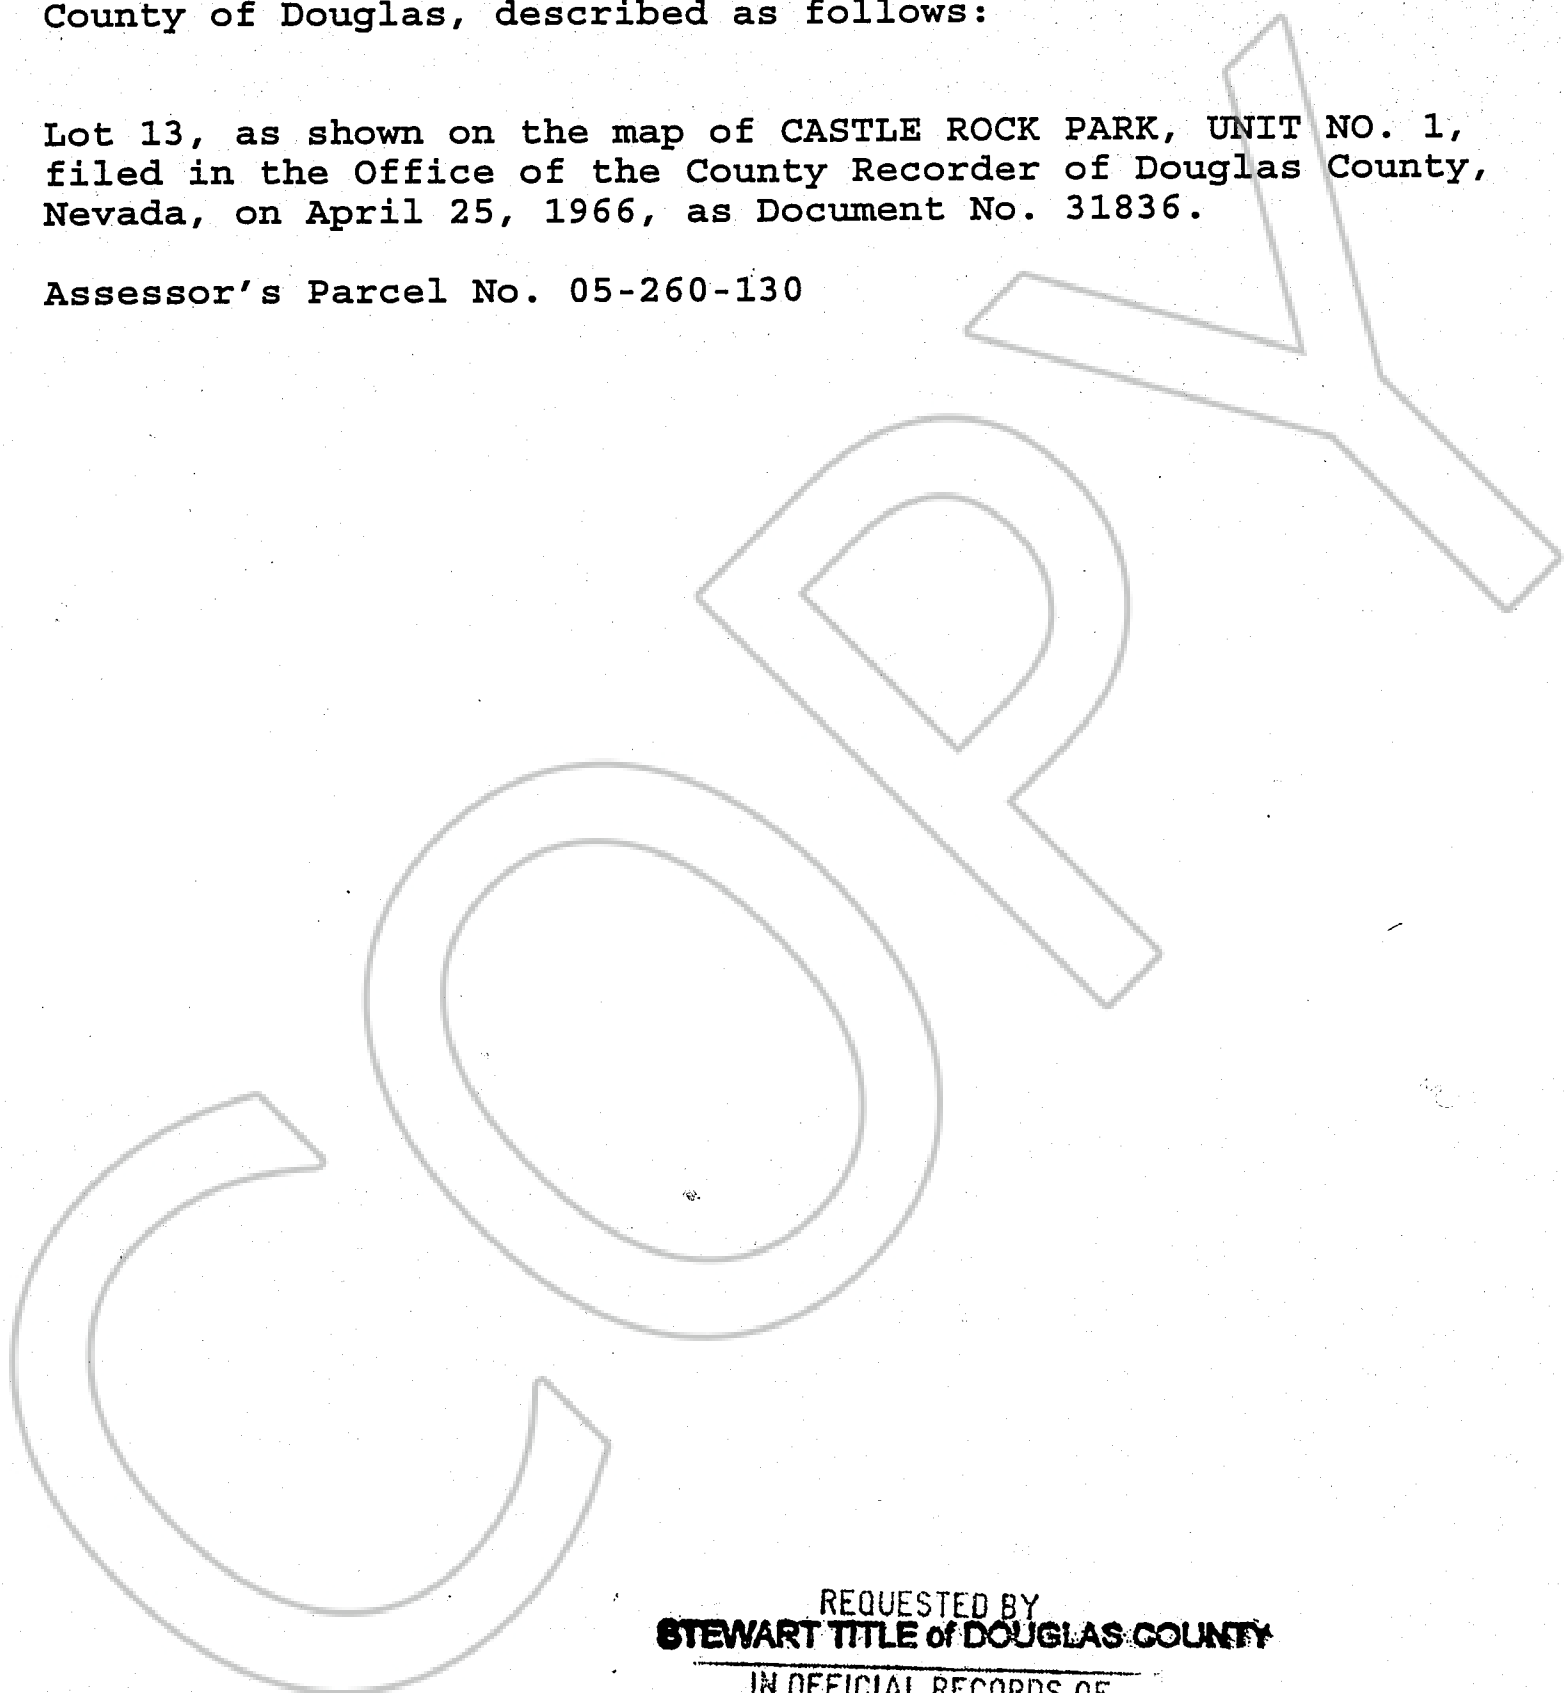 County of Douglas, described as follows:
Lot 13, as shown on the map of CASTLE ROCK PARK, UNIT NO. 1,
filed in the Office of the County Recorder of Douglas County,
Nevada, on April 25, 1966, as Document No. 31836.
Assessor's Parcel No. 05-260-130
COPY
REQUESTED BY
STEWART TITLE of DOUGLAS COUNTY
IN OFFICIAL RECORDS OF